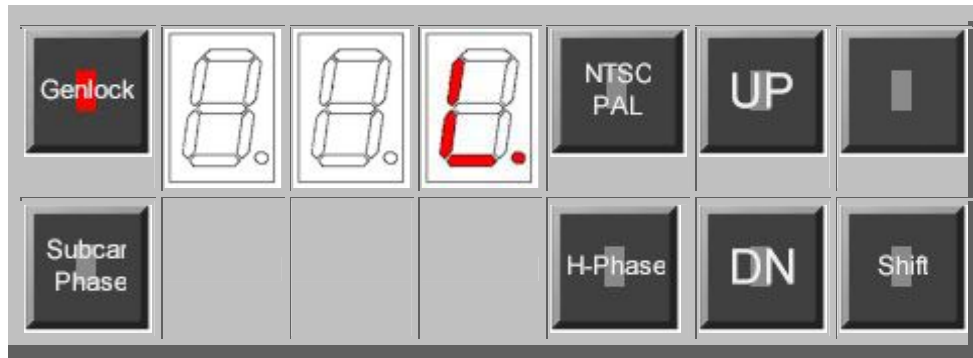 Genlock
L.
NTSC
PAL
UP
Subcar
Phase
H-Phase
DN
Shift